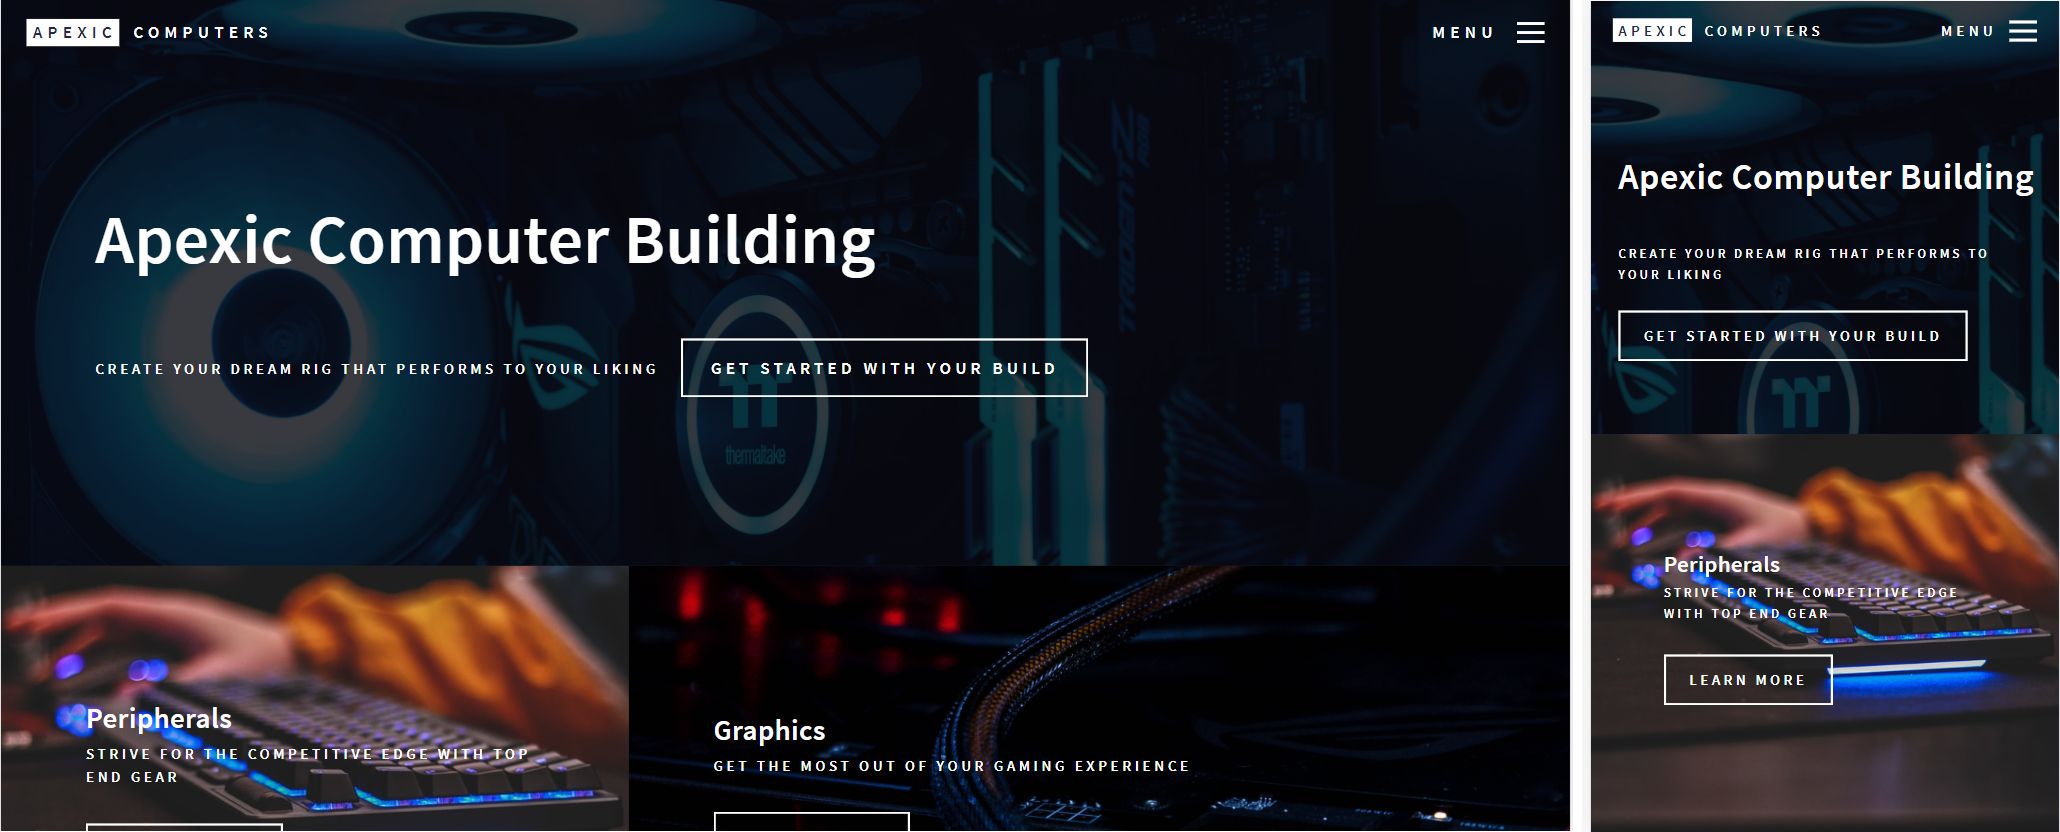 APEXIC COMPUTERS
MENU
Apexic Computer Building
CREATE YOUR DREAM RIG THAT PERFORMS TO YOUR LIKING
GET STARTED WITH YOUR BUILD
TRIDENT Z RGB
thermaltake
Peripherals
STRIVE FOR THE COMPETITIVE EDGE WITH TOP
END GEAR
Graphics
GET THE MOST OUT OF YOUR GAMING EXPERIENCE
APEXIC COMPUTERS
MENU
Apexic Computer Building
CREATE YOUR DREAM RIG THAT PERFORMS TO
YOUR LIKING
GET STARTED WITH YOUR BUILD
Peripherals
STRIVE FOR THE COMPETITIVE EDGE
WITH TOP END GEAR
LEARN MORE